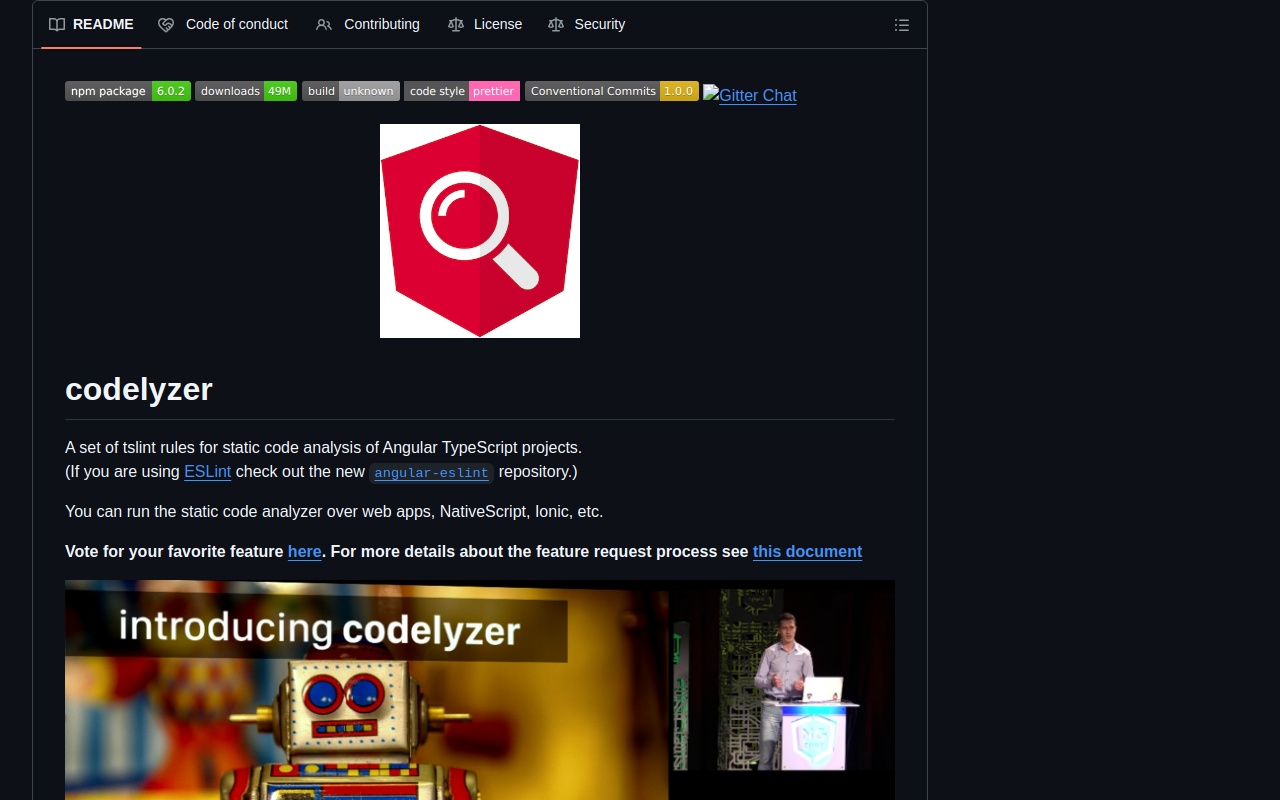 README Code of conduct Contributing License Security
npm package 6.0.2 downloads 49M build unknown code style prettier Conventional Commits 1.0.0 Gitter Chat
codelyzer
A set of tslint rules for static code analysis of Angular TypeScript projects.
(If you are using ESLint check out the new angular-eslint repository.)
You can run the static code analyzer over web apps, NativeScript, Ionic, etc.
Vote for your favorite feature here. For more details about the feature request process see this document
introducing codelyzer